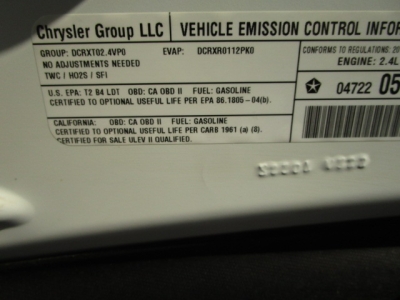 Chrysler Group LLC VEHICLE EMISSION CONTROL INFOR
GROUP: DCRXT02.4VP0 EVAP: DCRXR0112PK0 CONFORMS TO REGULATIONS
NO ADJUSTMENTS NEEDED ENGINE: 2.4L
TWC / HO2S / SFI
U.S. EPA: T2 B4 LDT OBD: CA OBD II FUEL: GASOLINE
CERTIFIED TO OPTIONAL USEFUL LIFE PER EPA 86.1805-04(b).
04722 05
CALIFORNIA: OBD: CA OBD II FUEL: GASOLINE
CERTIFIED TO OPTIONAL USEFUL LIFE PER CARB 1961 (a) (8).
CERTIFIED FOR SALE ULEV II QUALIFIED.